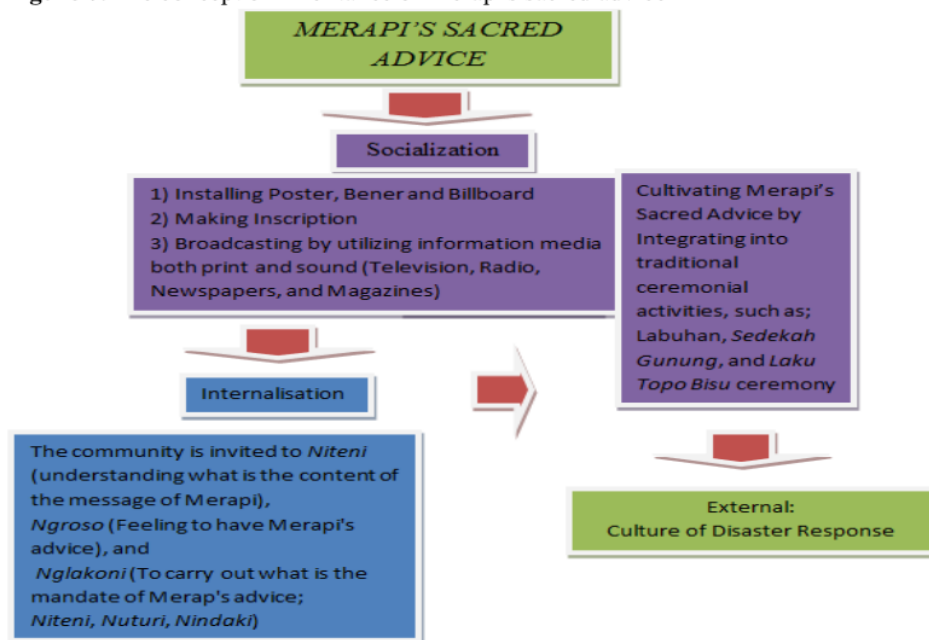 MERAPI'S SACRED
ADVICE
Socialization
1) Installing Poster, Bener and Billboard
2) Making Inscription
3) Broadcasting by utilizing information media
both print and sound (Television, Radio,
Newspapers, and Magazines)
Cultivating Merapi's
Sacred Advice by
Integrating into
traditional
ceremonial
activities, such as;
Labuhan, Sedekah
Gunung, and Laku
Topo Bisu ceremony
Internalisation
The community is invited to Niteni
(understanding what is the content of
the message of Merapi),
Ngroso (Feeling to have Merapi's
advice), and
Nglakoni (To carry out what is the
mandate of Merap's advice;
Niteni, Nuturi, Nindaki)
External:
Culture of Disaster Response